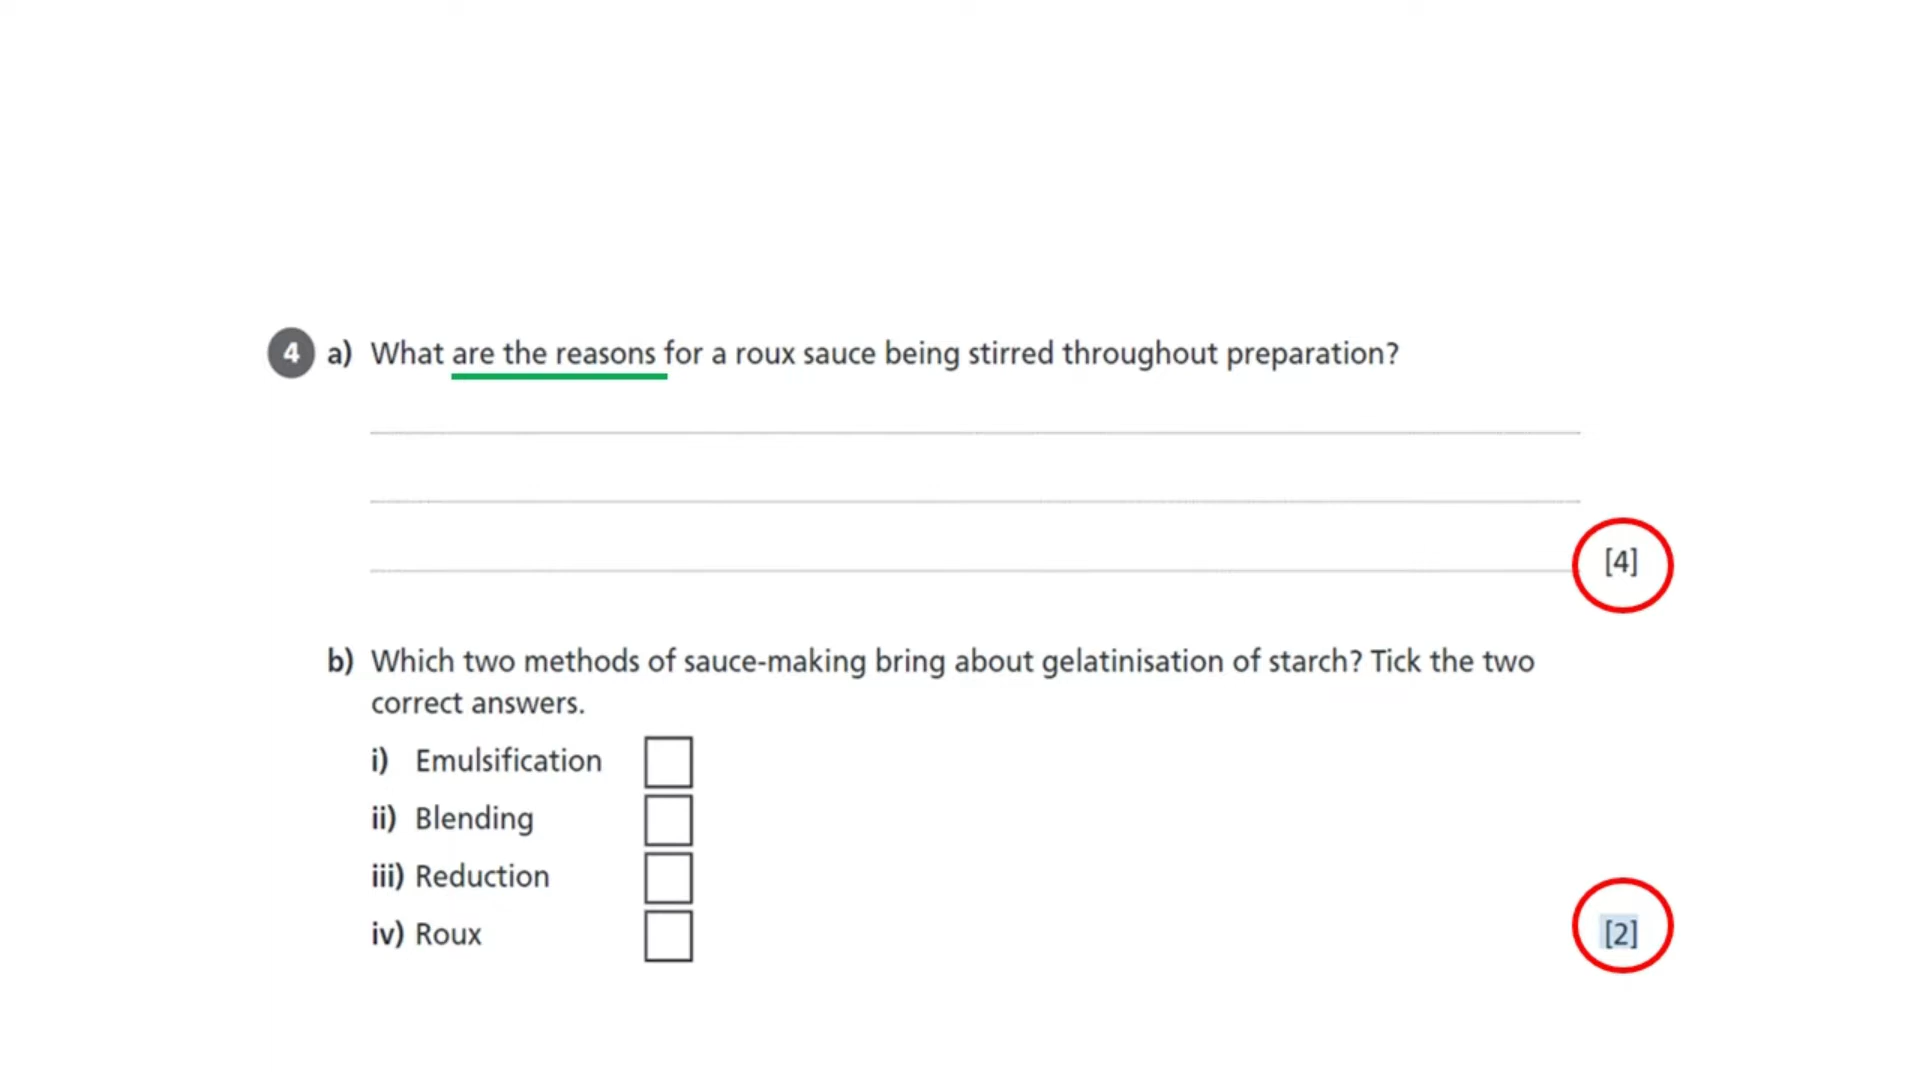 4 a) What are the reasons for a roux sauce being stirred throughout preparation?
[4]
b) Which two methods of sauce-making bring about gelatinisation of starch? Tick the two
correct answers.
i) Emulsification
ii) Blending
iii) Reduction
iv) Roux
[2]